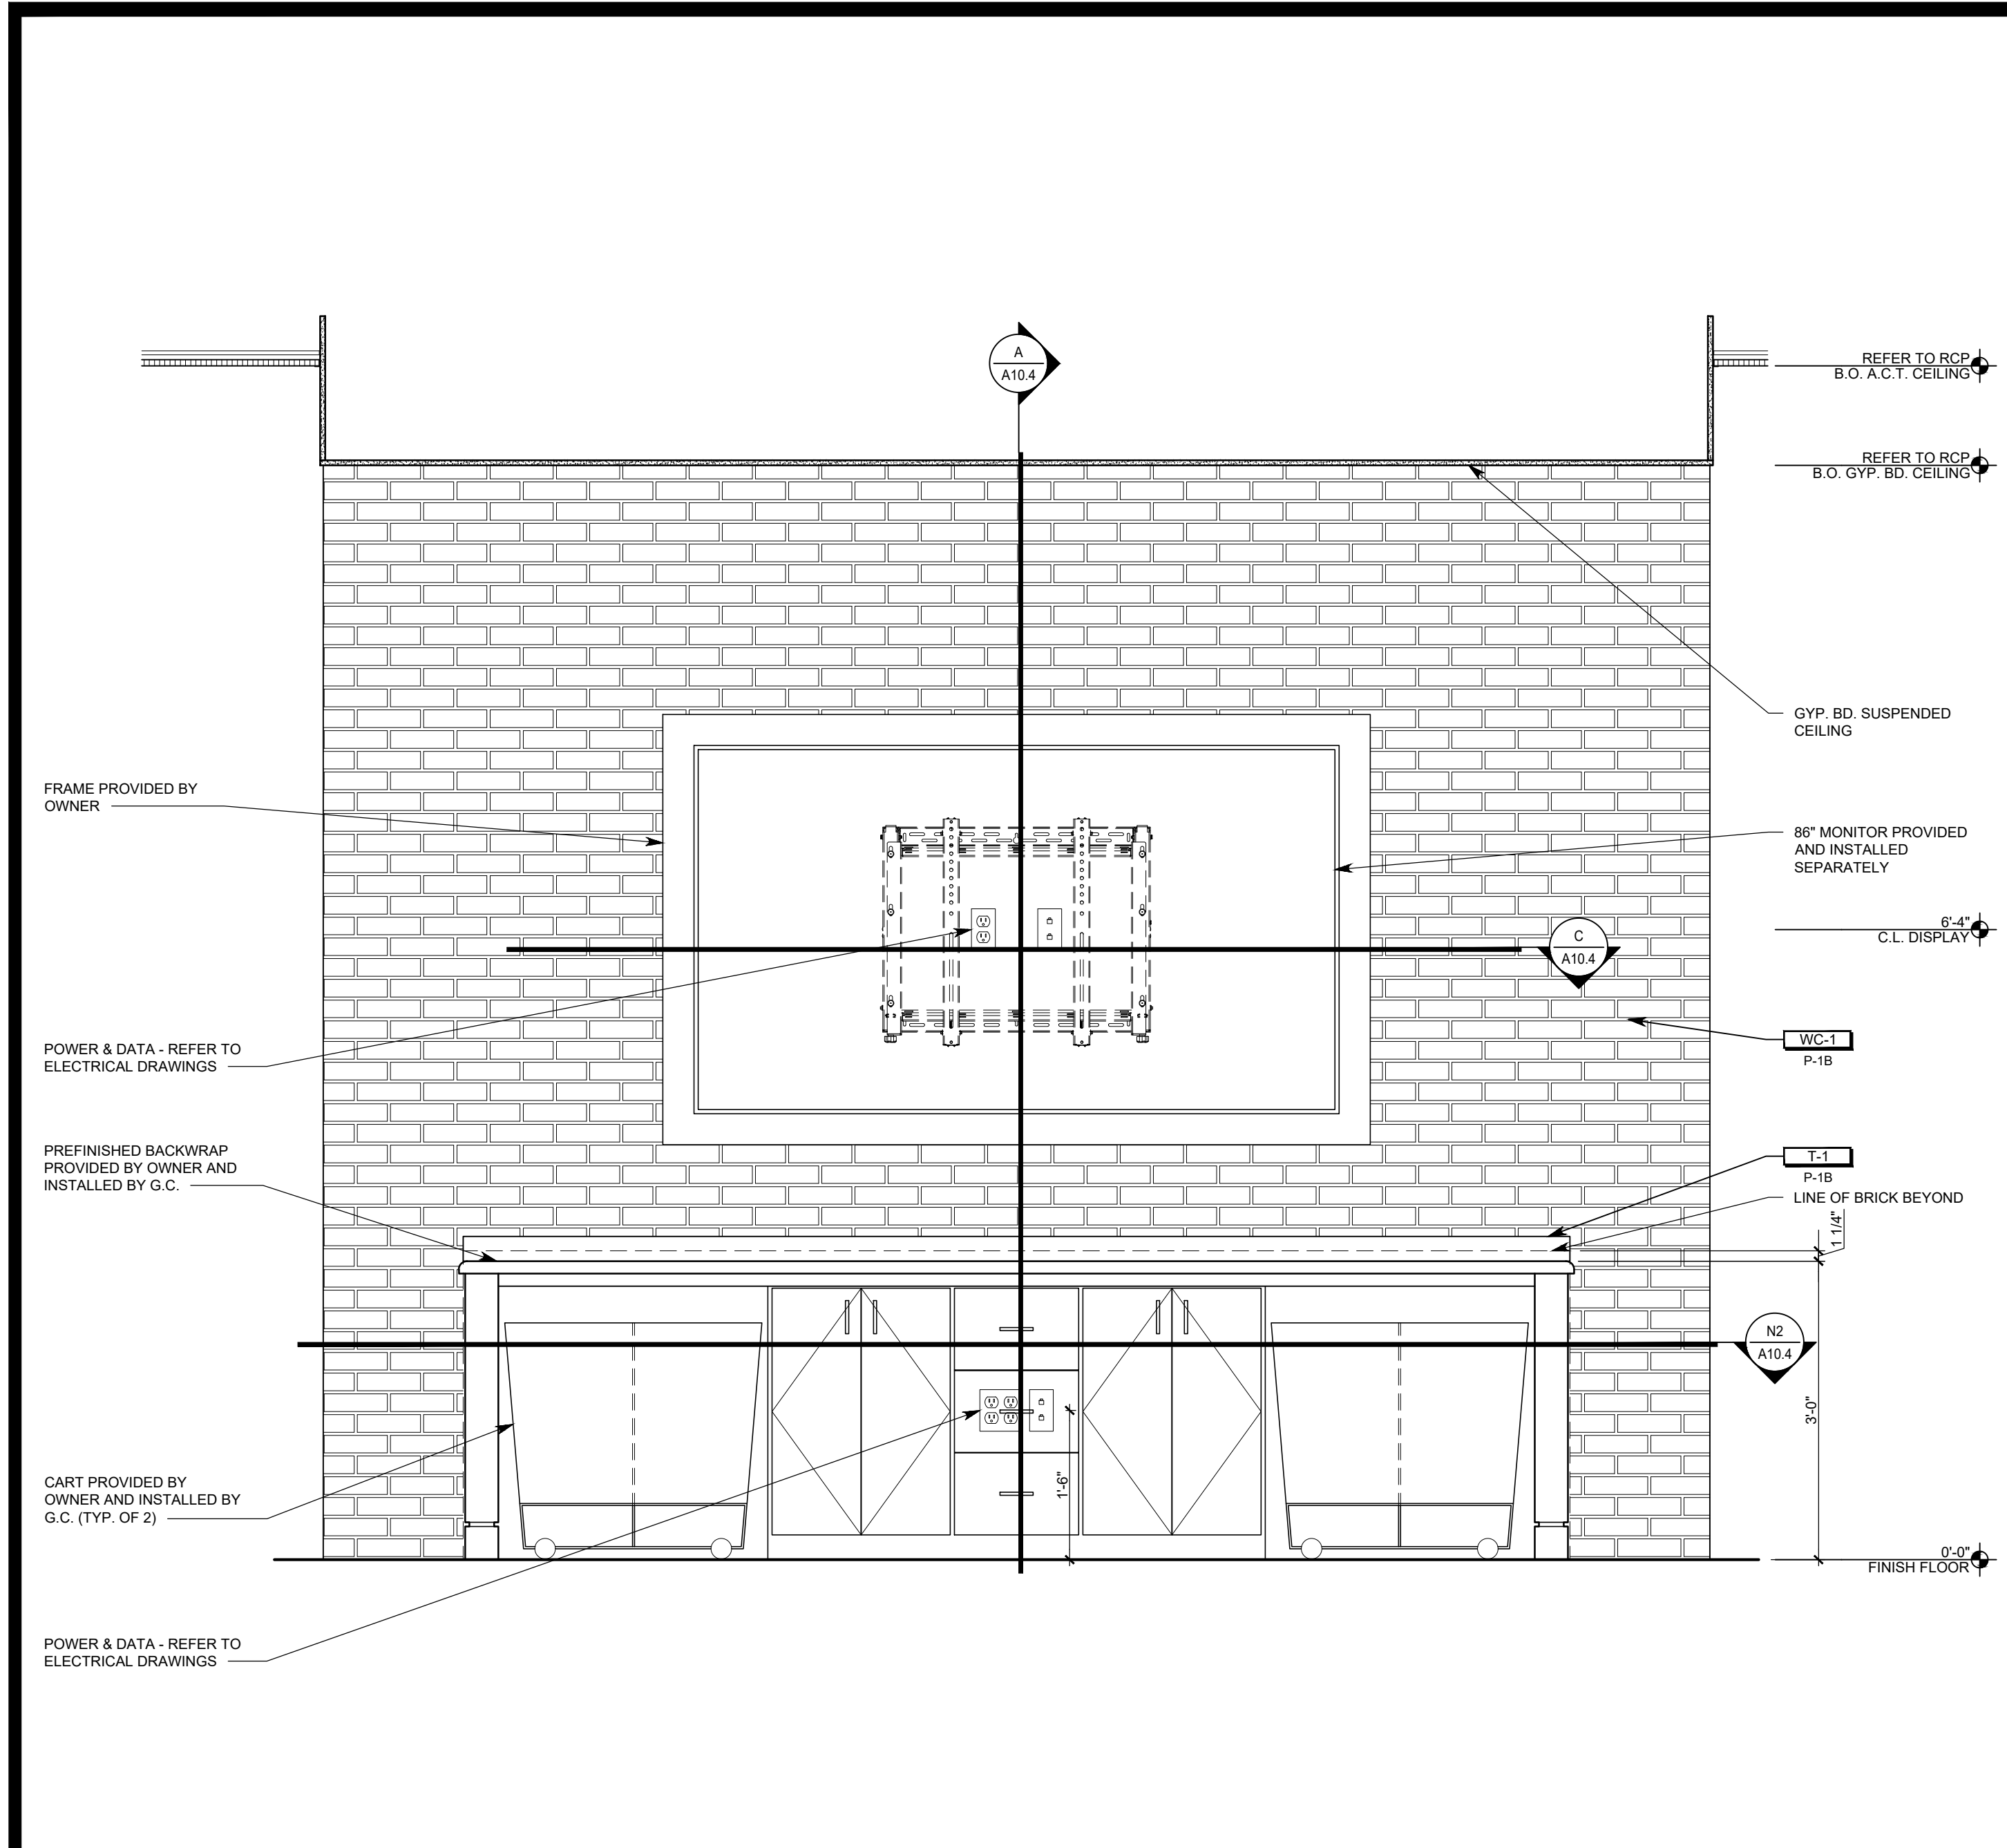 A
A10.4
REFER TO RCP
B.O. A.C.T. CEILING
REFER TO RCP
B.O. GYP. BD. CEILING
GYP. BD. SUSPENDED
CEILING
FRAME PROVIDED BY
OWNER
86" MONITOR PROVIDED
AND INSTALLED
SEPARATELY
6'-4"
C.L. DISPLAY
C
A10.4
POWER & DATA - REFER TO
ELECTRICAL DRAWINGS
WC-1
P-1B
PREFINISHED BACKWRAP
PROVIDED BY OWNER AND
INSTALLED BY G.C.
T-1
P-1B
LINE OF BRICK BEYOND
1 1/4"
N2
A10.4
3'-0"
1'-6"
CART PROVIDED BY
OWNER AND INSTALLED BY
G.C. (TYP. OF 2)
0'-0"
FINISH FLOOR
POWER & DATA - REFER TO
ELECTRICAL DRAWINGS